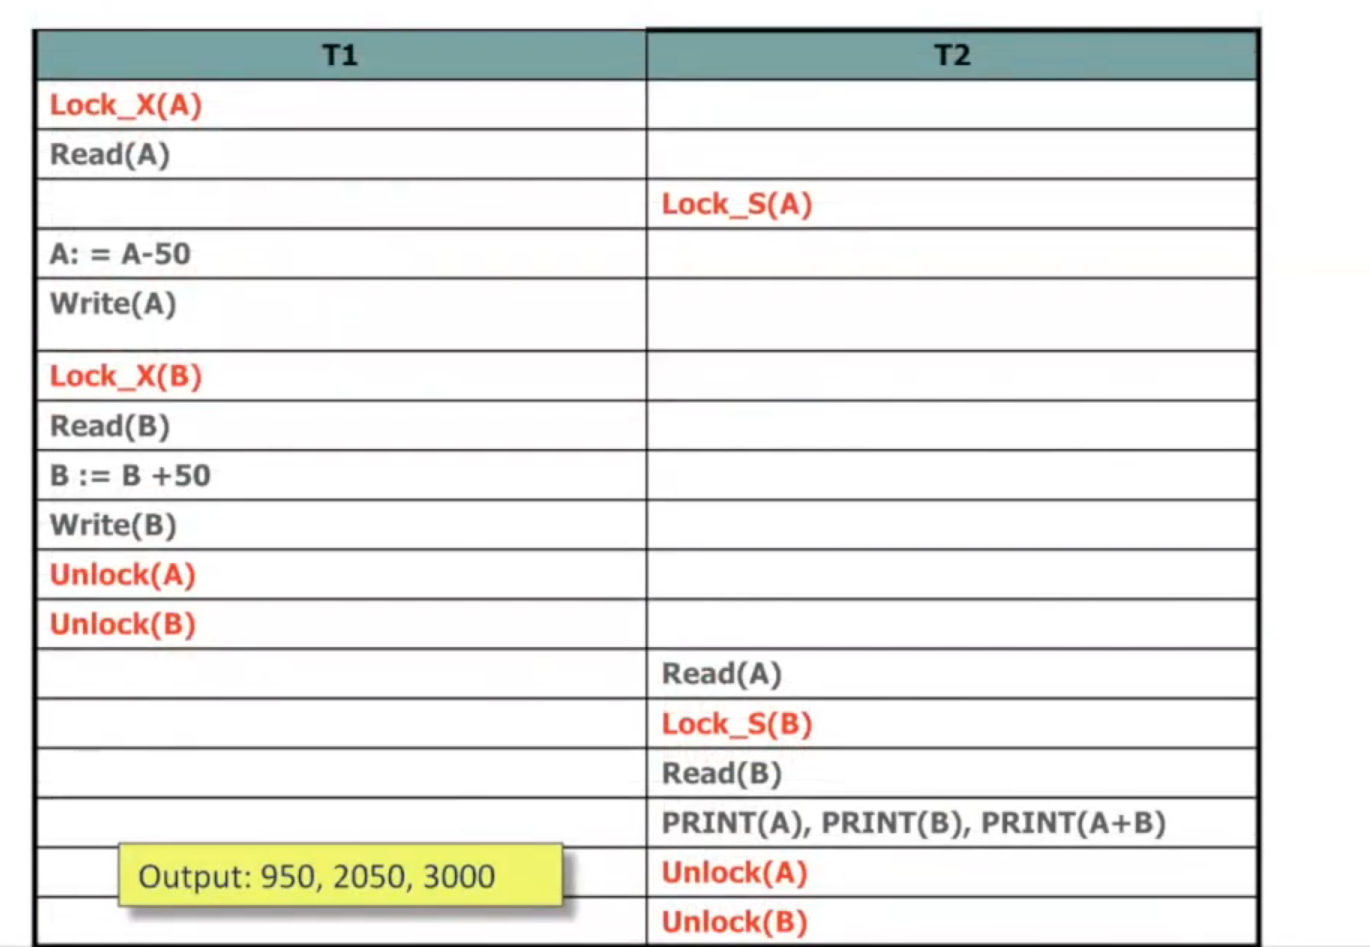 T1 T2
Lock_X(A)
Read(A)
Lock_S(A)
A: = A-50
Write(A)
Lock_X(B)
Read(B)
B := B +50
Write(B)
Unlock(A)
Unlock(B)
Read(A)
Lock_S(B)
Read(B)
PRINT(A), PRINT(B), PRINT(A+B)
Output: 950, 2050, 3000
Unlock(A)
Unlock(B)